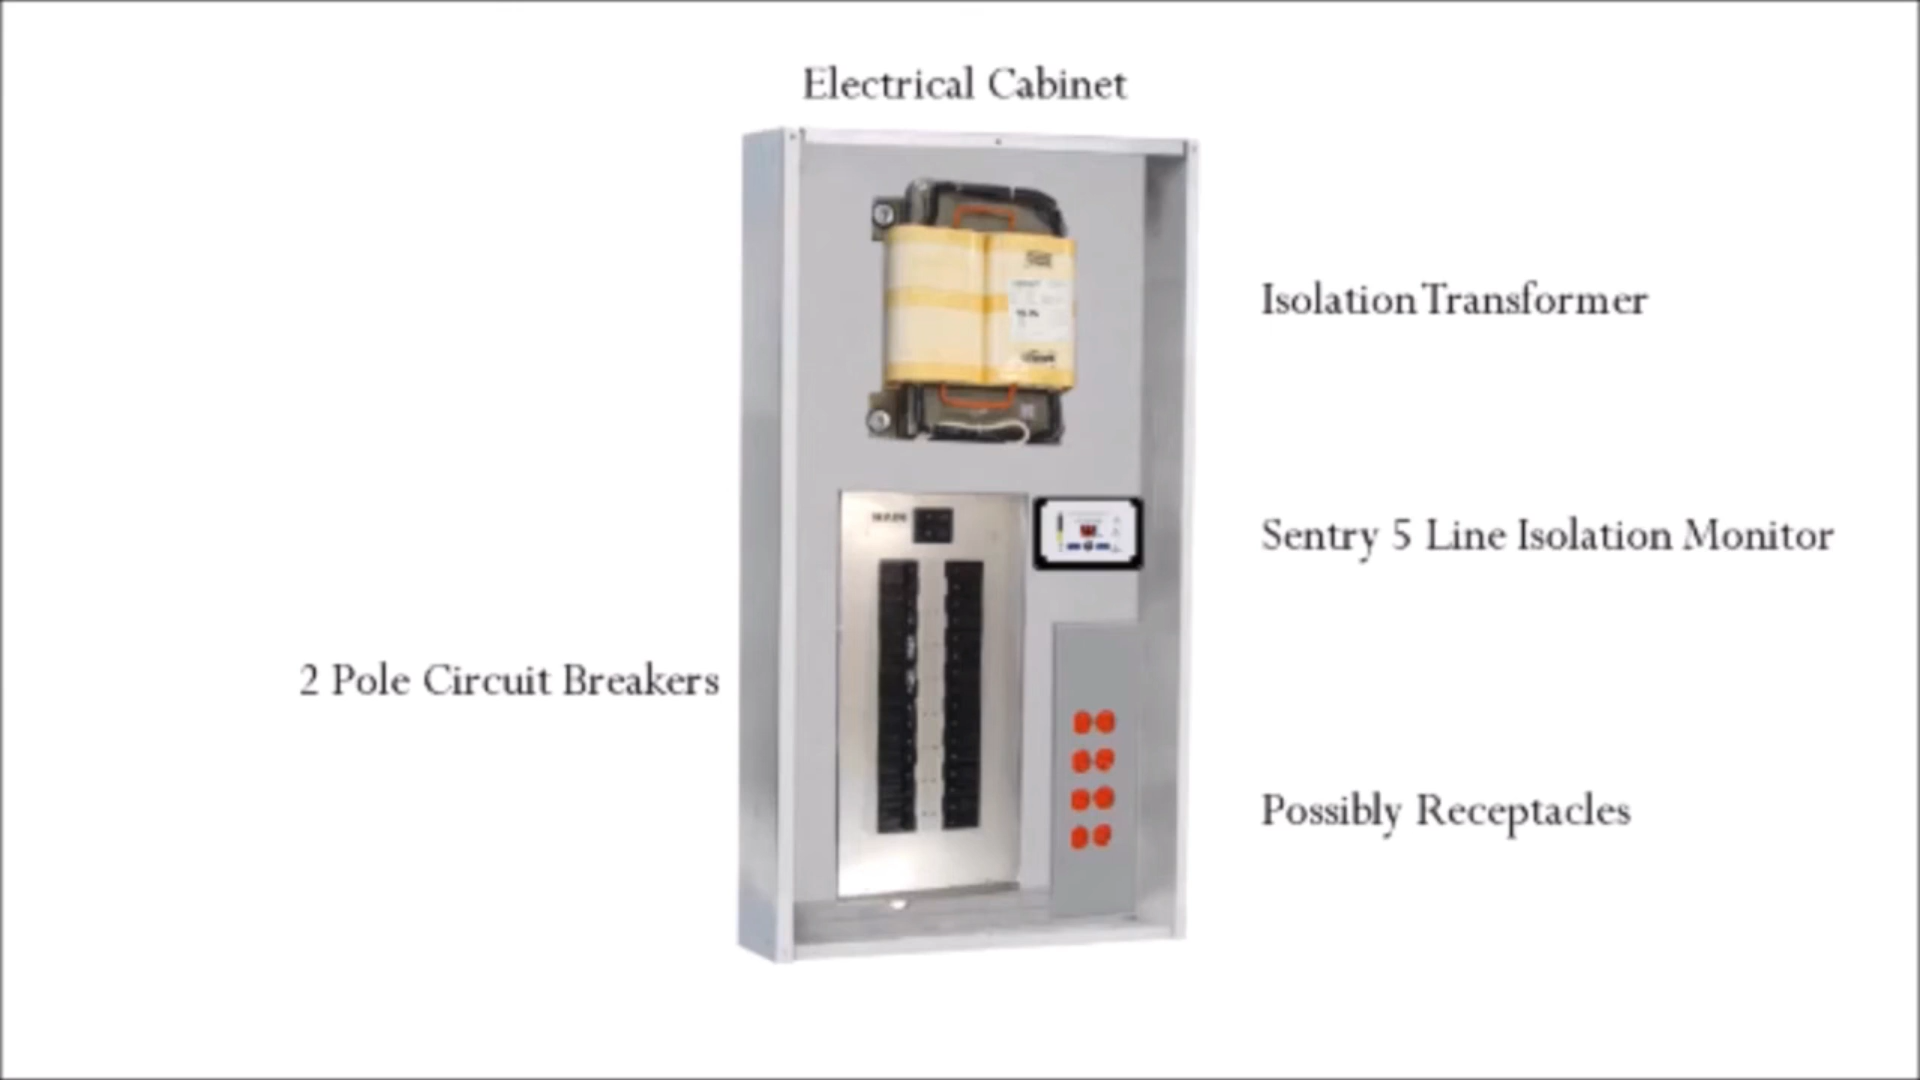 Electrical Cabinet
Isolation Transformer
Sentry 5 Line Isolation Monitor
2 Pole Circuit Breakers
Possibly Receptacles